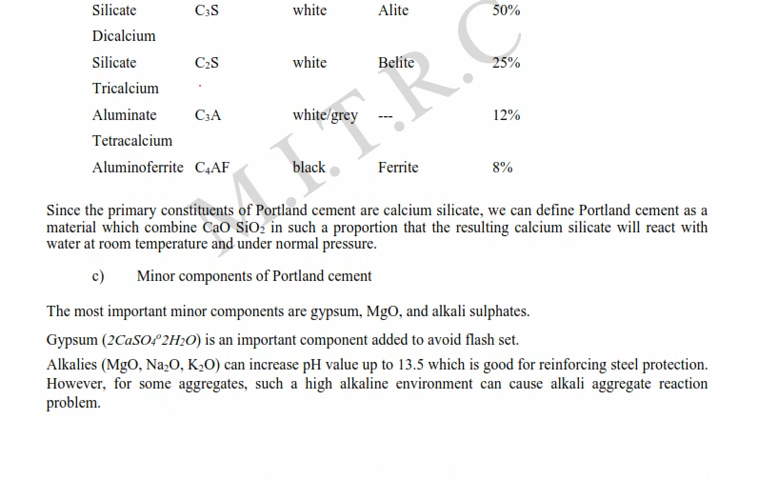 Silicate C₃S white Alite 50%
Dicalcium
Silicate C₂S white Belite 25%
Tricalcium
Aluminate C₃A white/grey --- 12%
Tetracalcium
Aluminoferrite C₄AF black Ferrite 8%
M.I.T.R.C
Since the primary constituents of Portland cement are calcium silicate, we can define Portland cement as a
material which combine CaO SiO₂ in such a proportion that the resulting calcium silicate will react with
water at room temperature and under normal pressure.
c) Minor components of Portland cement
The most important minor components are gypsum, MgO, and alkali sulphates.
Gypsum (2CaSO₄º2H₂O) is an important component added to avoid flash set.
Alkalies (MgO, Na₂O, K₂O) can increase pH value up to 13.5 which is good for reinforcing steel protection.
However, for some aggregates, such a high alkaline environment can cause alkali aggregate reaction
problem.